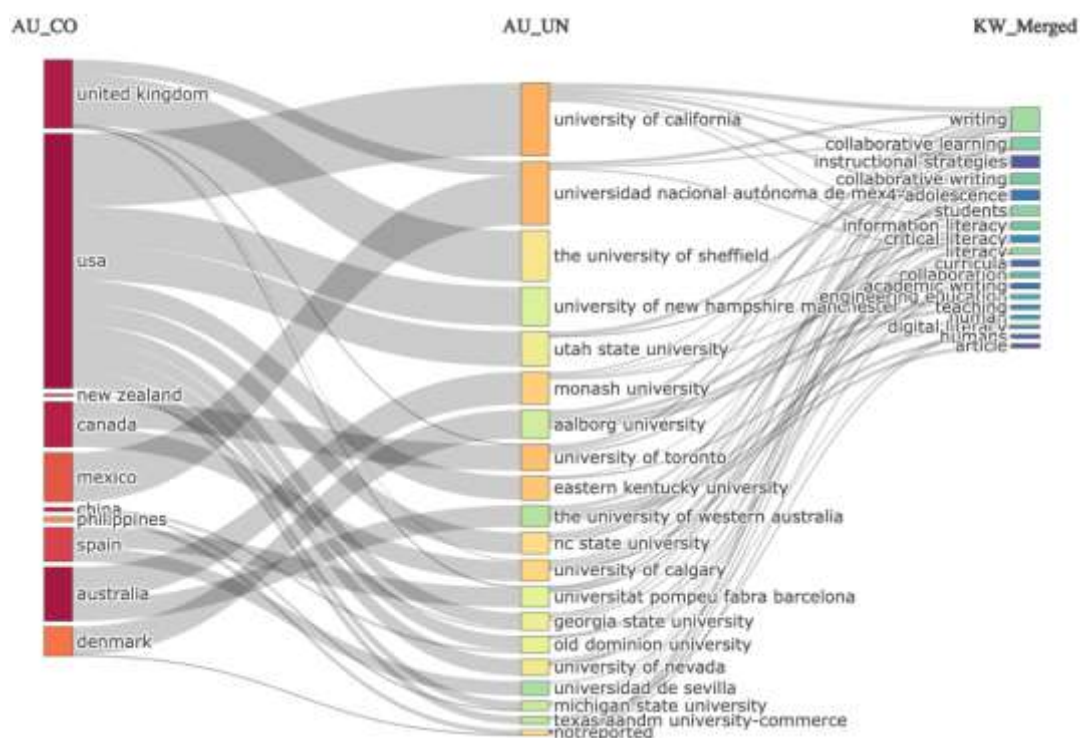 AU_CO
AU_UN
KW_Merged
united kingdom
usa
new zealand
canada
mexico
china
philippines
spain
australia
denmark
university of california
universidad nacional autónoma de mex
the university of sheffield
university of new hampshire manchester
utah state university
monash university
aalborg university
university of toronto
eastern kentucky university
the university of western australia
nc state university
university of calgary
universitat pompeu fabra barcelona
georgia state university
old dominion university
university of nevada
universidad de sevilla
michigan state university
texas aandm university-commerce
notreported
writing
collaborative learning
instructional strategies
collaborative writing
4-adolescence
students
information literacy
critical literacy
literacy
curricula
collaboration
academic writing
engineering education
teaching
human
digital literacy
humans
article